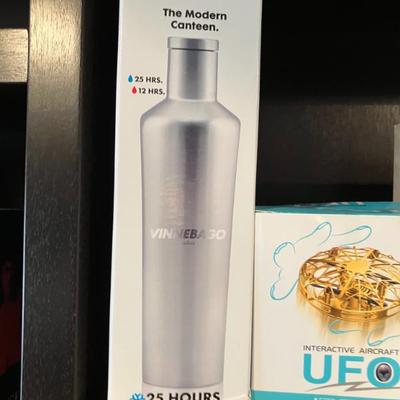 The Modern
Canteen.
25 HRS.
12 HRS.
VINNEBAGO
25 HOURS
INTERACTIVE AIRCRAFT
UFO